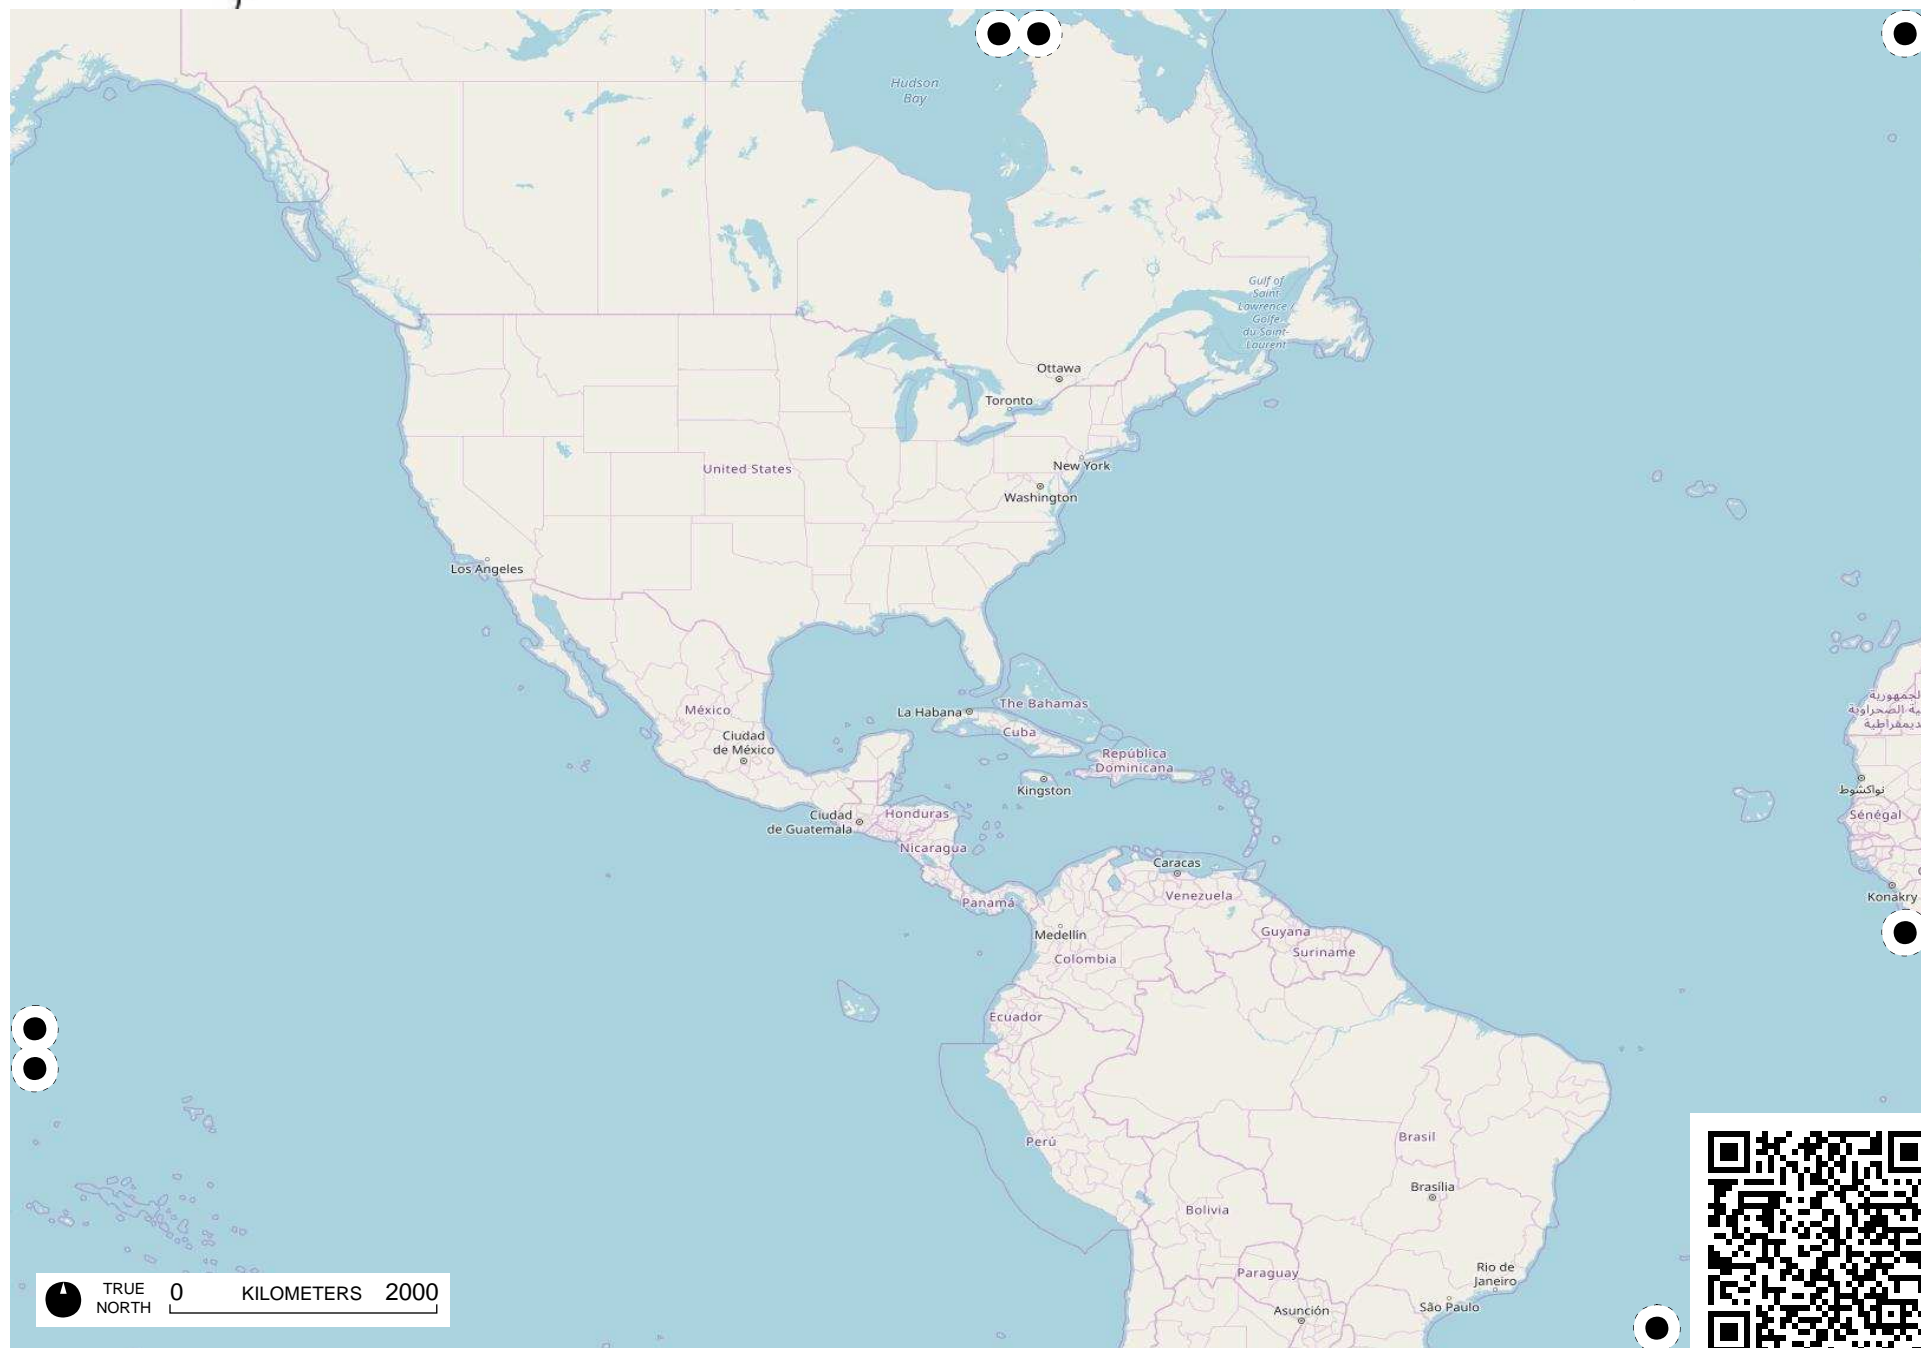 Hudson
Bay
Gulf of
Saint
Lawrence /
Golfe
du Saint-
Laurent
Ottawa
Toronto
New York
United States
Washington
Los Angeles
México
La Habana
The Bahamas
Cuba
Ciudad
de México
República
Dominicana
Kingston
نواكشوط
Ciudad
de Guatemala
Honduras
Sénégal
Nicaragua
Caracas
Venezuela
Konakry
Panamá
Medellín
Guyana
Suriname
Colombia
Ecuador
Perú
Brasil
Brasília
Bolivia
Paraguay
Rio de
Janeiro
São Paulo
Asunción
TRUE
NORTH
0 KILOMETERS 2000